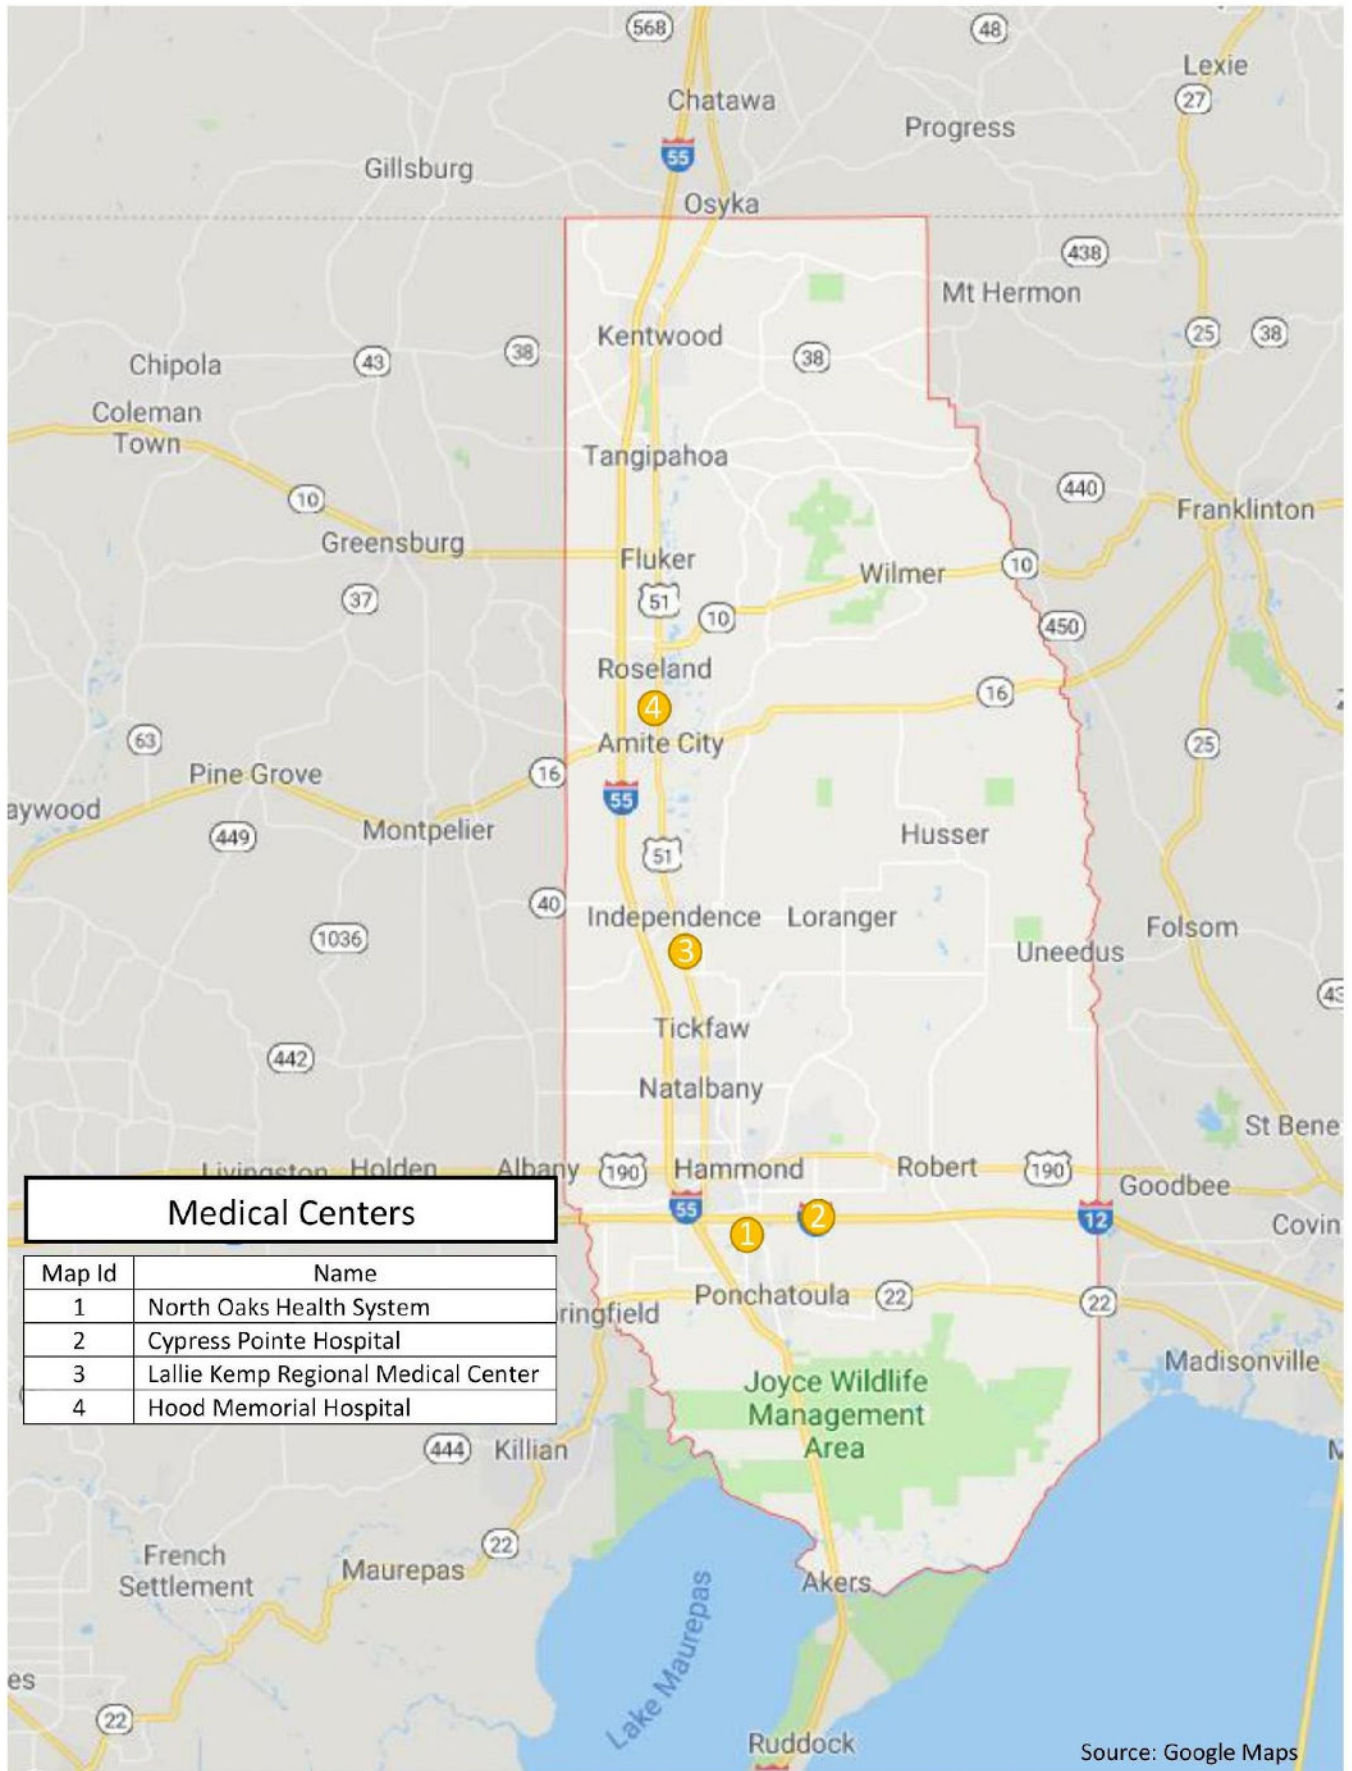 568
48
Lexie
27
Chatawa
Progress
55
Gillsburg
Osyka
438
Mt Hermon
Kentwood
25
38
38
38
43
Chipola
Coleman
Town
Tangipahoa
440
10
Franklinton
Greensburg
Fluker
10
Wilmer
37
51
10
450
Roseland
16
4
63
Amite City
25
Pine Grove
16
55
aywood
Montpelier
449
Husser
51
40
Independence
Loranger
1036
3
Folsom
Uneedus
43
Tickfaw
442
Natalbany
St Bene
Livingston
Holden
Albany
190
Hammond
Robert
190
Goodbee
Medical Centers
55
2
12
1
Covin
Map Id Name
1 North Oaks Health System
2 Cypress Pointe Hospital
3 Lallie Kemp Regional Medical Center
4 Hood Memorial Hospital
Ponchatoula
22
22
ringfield
Madisonville
Joyce Wildlife
Management
Area
444
Killian
22
French
Settlement
Maurepas
Akers
Lake Maurepas
es
22
Ruddock
Source: Google Maps